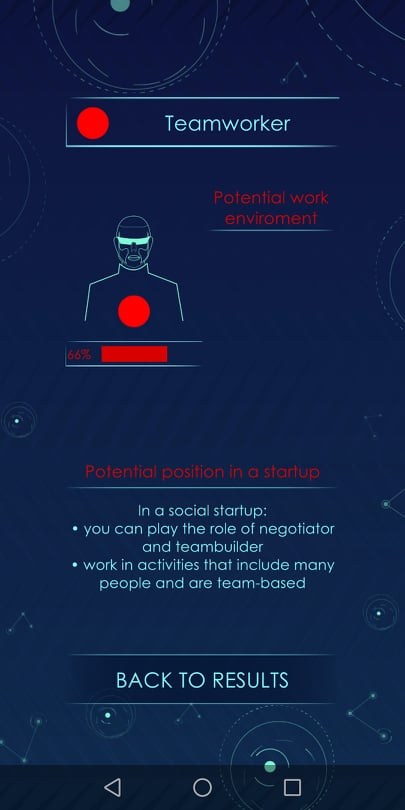 Teamworker
Potential work
enviroment
66%
Potential position in a startup
In a social startup:
• you can play the role of negotiator
and teambuilder
• work in activities that include many
people and are team-based
BACK TO RESULTS